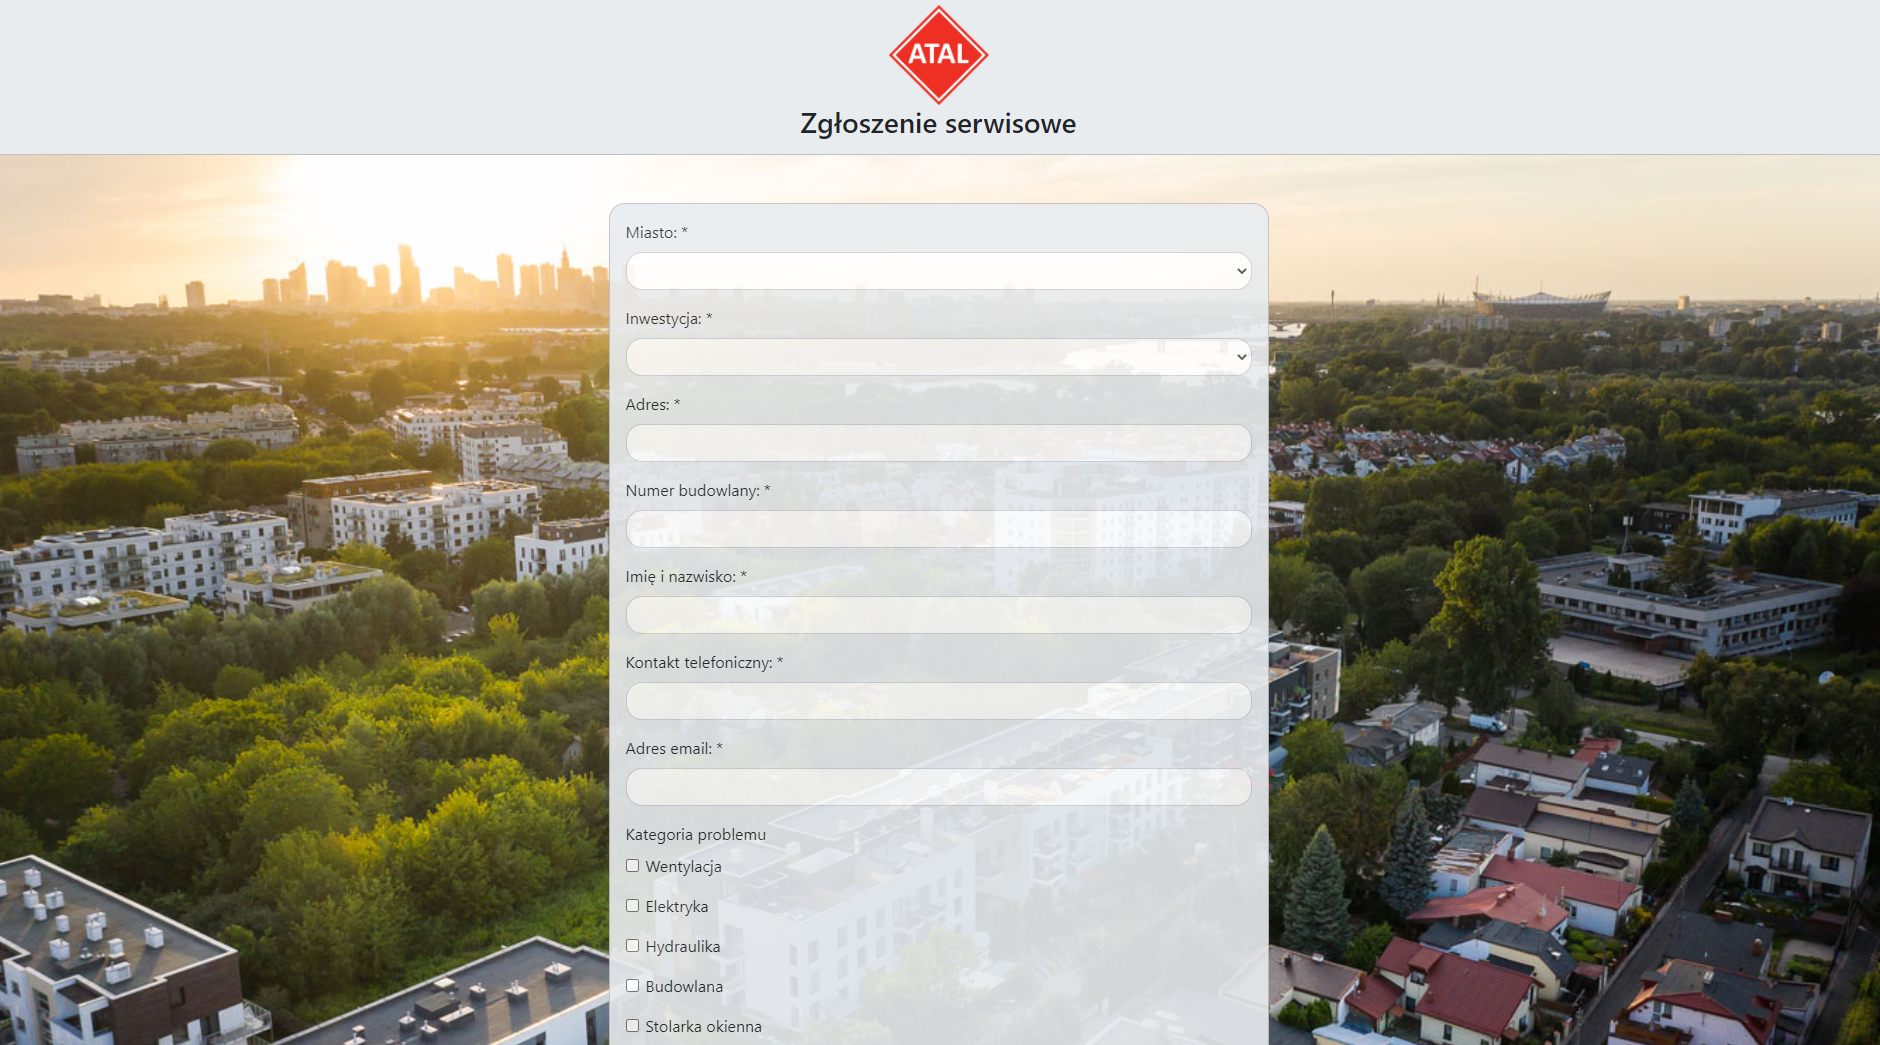 ATAL
Zgłoszenie serwisowe
Miasto: *
Inwestycja: *
Adres: *
Numer budowlany: *
Imię i nazwisko: *
Kontakt telefoniczny: *
Adres email: *
Kategoria problemu
Wentylacja
Elektryka
Hydraulika
Budowlana
Stolarka okienna